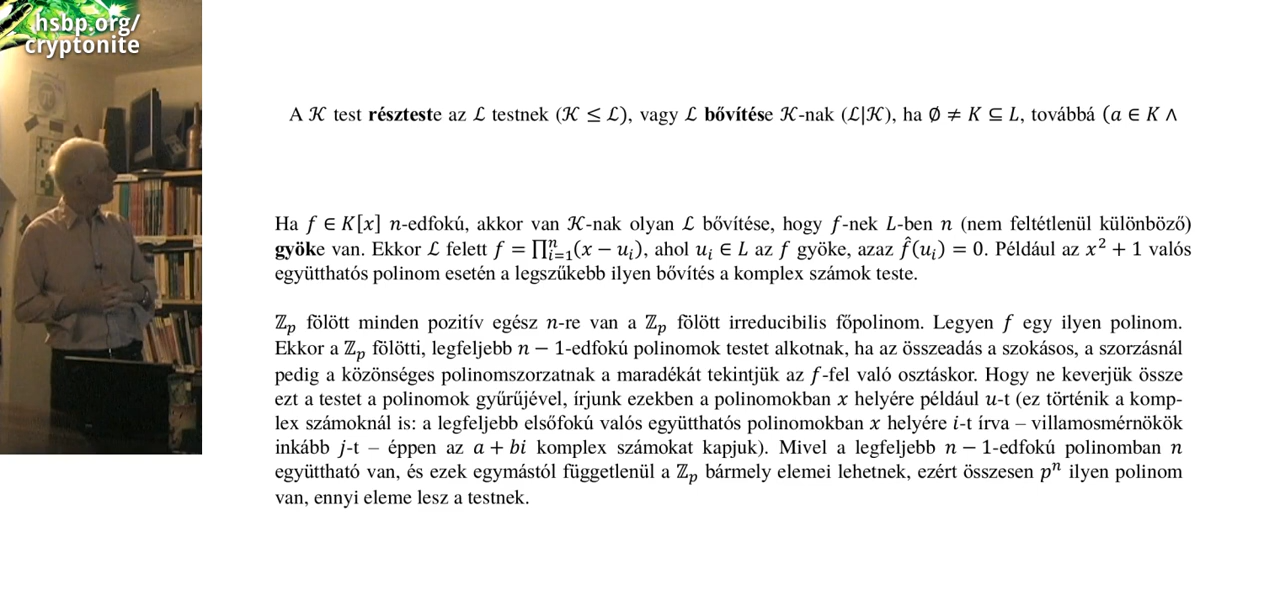 hsbp.org/
cryptonite
A 𝒦 test részteste az ℒ testnek (𝒦 ≤ ℒ), vagy ℒ bővítése 𝒦-nak (ℒ|𝒦), ha ∅ ≠ K ⊆ L, továbbá (a ∈ K ∧
Ha f ∈ K[x] n-edfokú, akkor van 𝒦-nak olyan ℒ bővítése, hogy f-nek L-ben n (nem feltétlenül különböző)
gyöke van. Ekkor ℒ felett f = ∏ⁿᵢ₌₁(x − uᵢ), ahol uᵢ ∈ L az f gyöke, azaz f̂(uᵢ) = 0. Például az x² + 1 valós
együtthatós polinom esetén a legszűkebb ilyen bővítés a komplex számok teste.
ℤₚ fölött minden pozitív egész n-re van a ℤₚ fölött irreducibilis főpolinom. Legyen f egy ilyen polinom.
Ekkor a ℤₚ fölötti, legfeljebb n − 1-edfokú polinomok testet alkotnak, ha az összeadás a szokásos, a szorzásnál
pedig a közönséges polinomszorzatnak a maradékát tekintjük az f-fel való osztáskor. Hogy ne keverjük össze
ezt a testet a polinomok gyűrűjével, írjunk ezekben a polinomokban x helyére például u-t (ez történik a komp-
lex számoknál is: a legfeljebb elsőfokú valós együtthatós polinomokban x helyére i-t írva – villamosmérnökök
inkább j-t – éppen az a + bi komplex számokat kapjuk). Mivel a legfeljebb n − 1-edfokú polinomban n
együttható van, és ezek egymástól függetlenül a ℤₚ bármely elemei lehetnek, ezért összesen pⁿ ilyen polinom
van, ennyi eleme lesz a testnek.